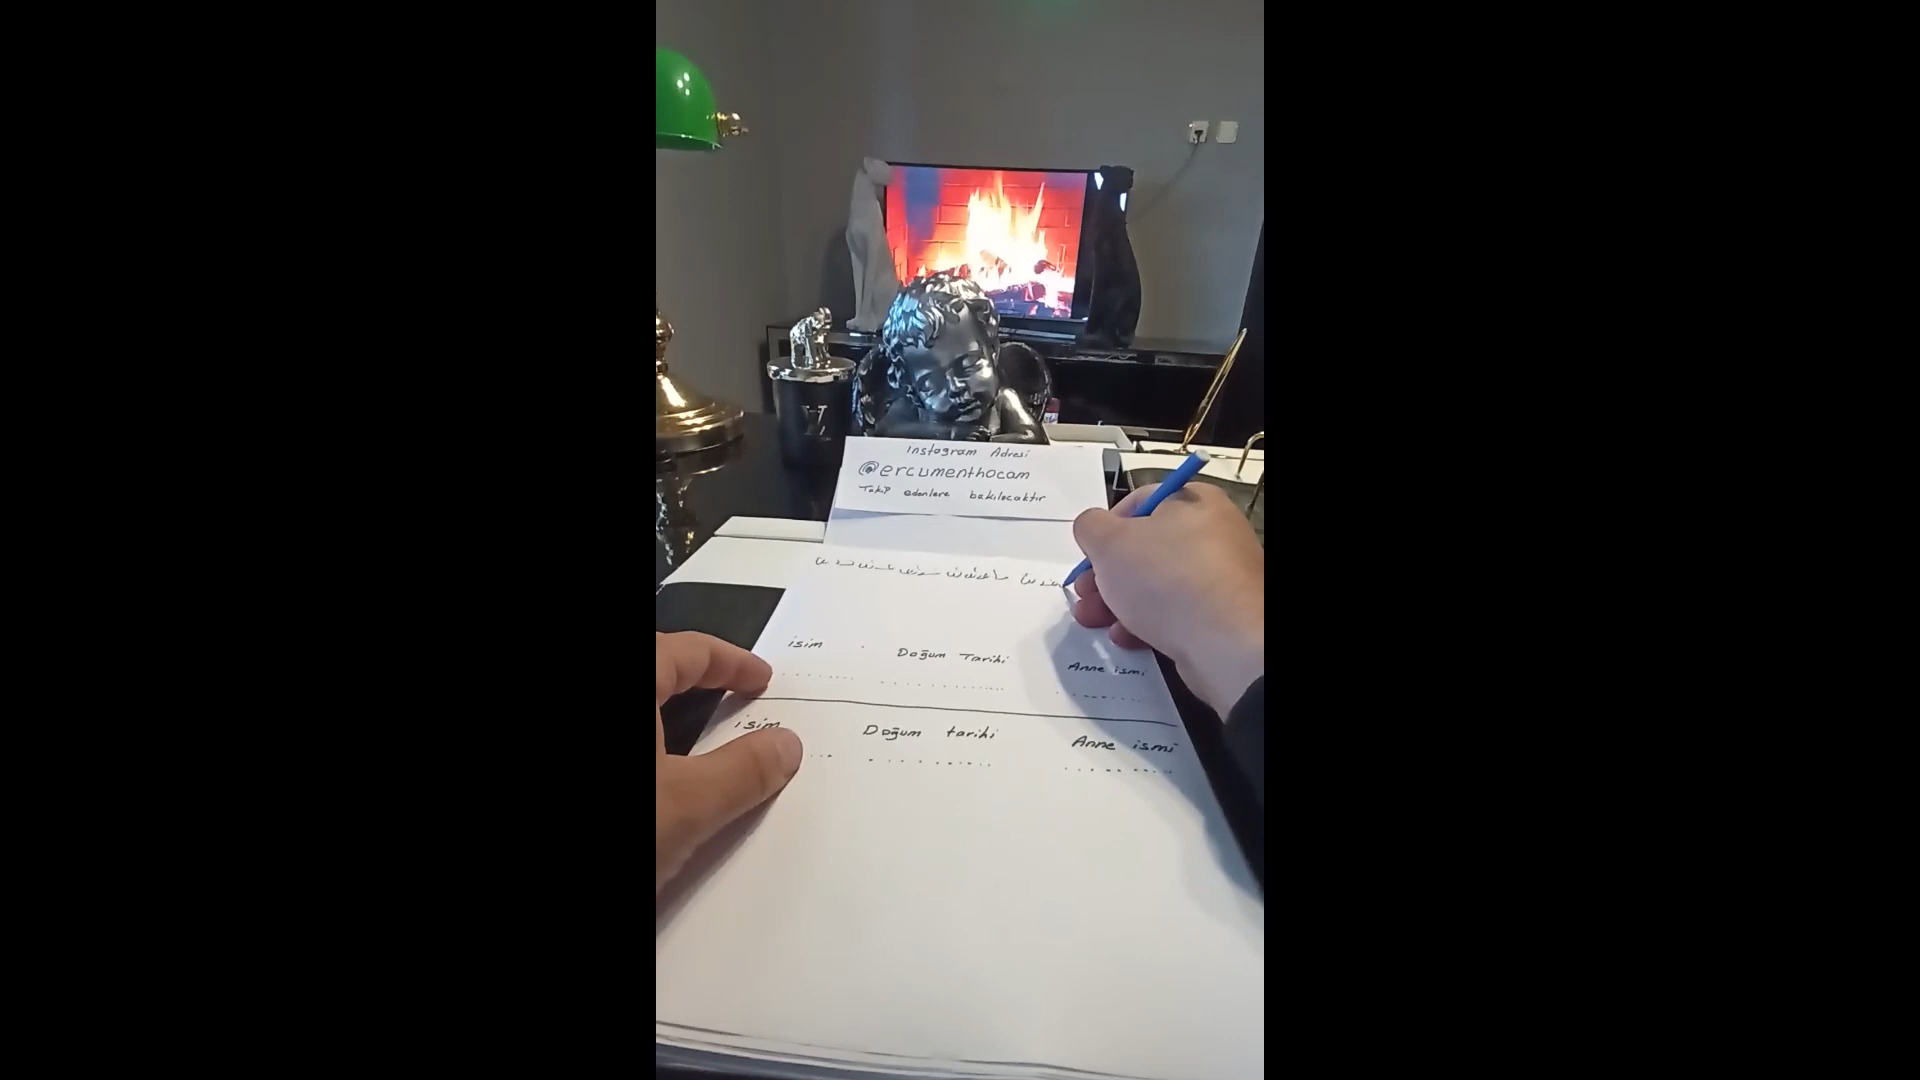 instagram Adresi
@ercumenthocam
Takip edenlere bakılacaktır
isim Doğum Tarihi Anne ismi
isim Doğum tarihi Anne ismi